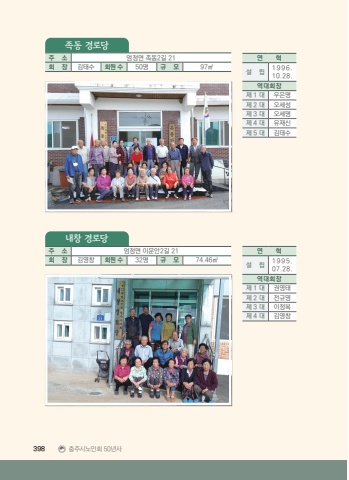 족동 경로당
주 소 엄정면 족동2길 21
회 장 김태수 회원수 50명 규 모 97㎡
연 혁
설 립 1996. 10.28.
역대회장
제 1 대 우은명
제 2 대 오세성
제 3 대 오세명
제 4 대 유재신
제 5 대 김태수
내창 경로당
주 소 엄정면 이문안2길 21
회 장 김영창 회원수 32명 규 모 74.46㎡
연 혁
설 립 1995. 07.28.
역대회장
제 1 대 권영태
제 2 대 전규영
제 3 대 이정복
제 4 대 김영창
398 충주시노인회 50년사